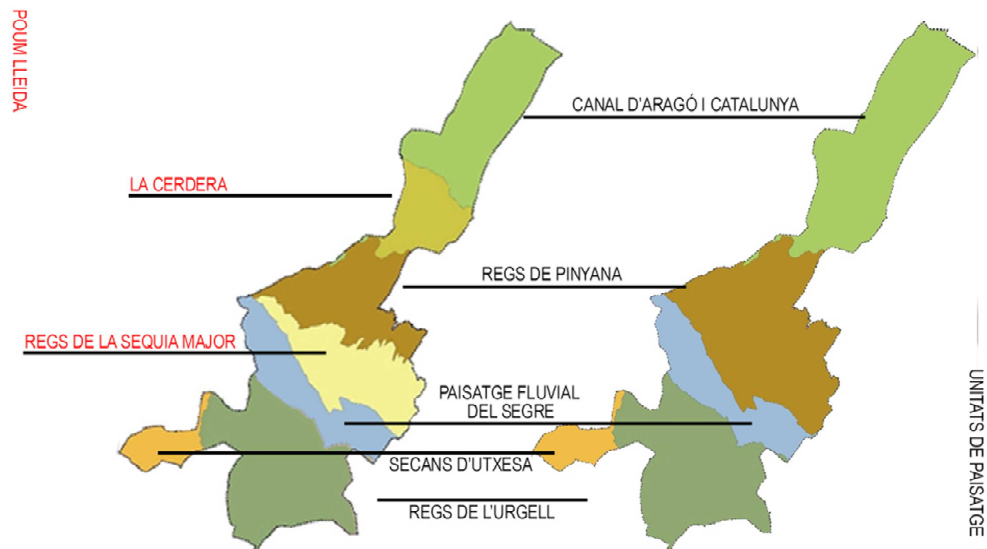 POUM LLEIDA
CANAL D'ARAGÓ I CATALUNYA
LA CERDERA
REGS DE PINYANA
REGS DE LA SEQUIA MAJOR
PAISATGE FLUVIAL
DEL SEGRE
SECANS D'UTXESA
REGS DE L'URGELL
UNITATS DE PAISATGE